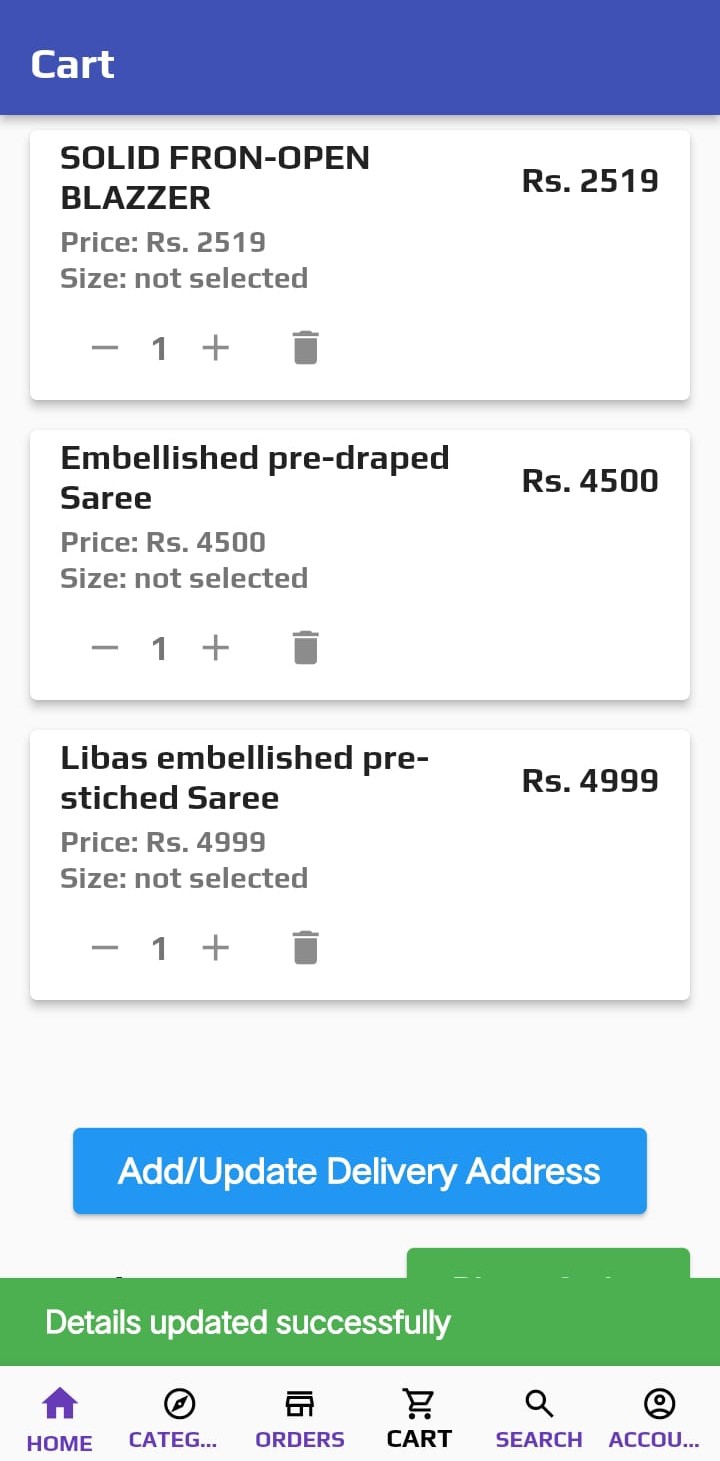 Cart
SOLID FRON-OPEN
BLAZZER
Rs. 2519
Price: Rs. 2519
Size: not selected
1
Embellished pre-draped
Saree
Rs. 4500
Price: Rs. 4500
Size: not selected
1
Libas embellished pre-
stiched Saree
Rs. 4999
Price: Rs. 4999
Size: not selected
1
Add/Update Delivery Address
Details updated successfully
HOME CATEG... ORDERS CART SEARCH ACCOU...